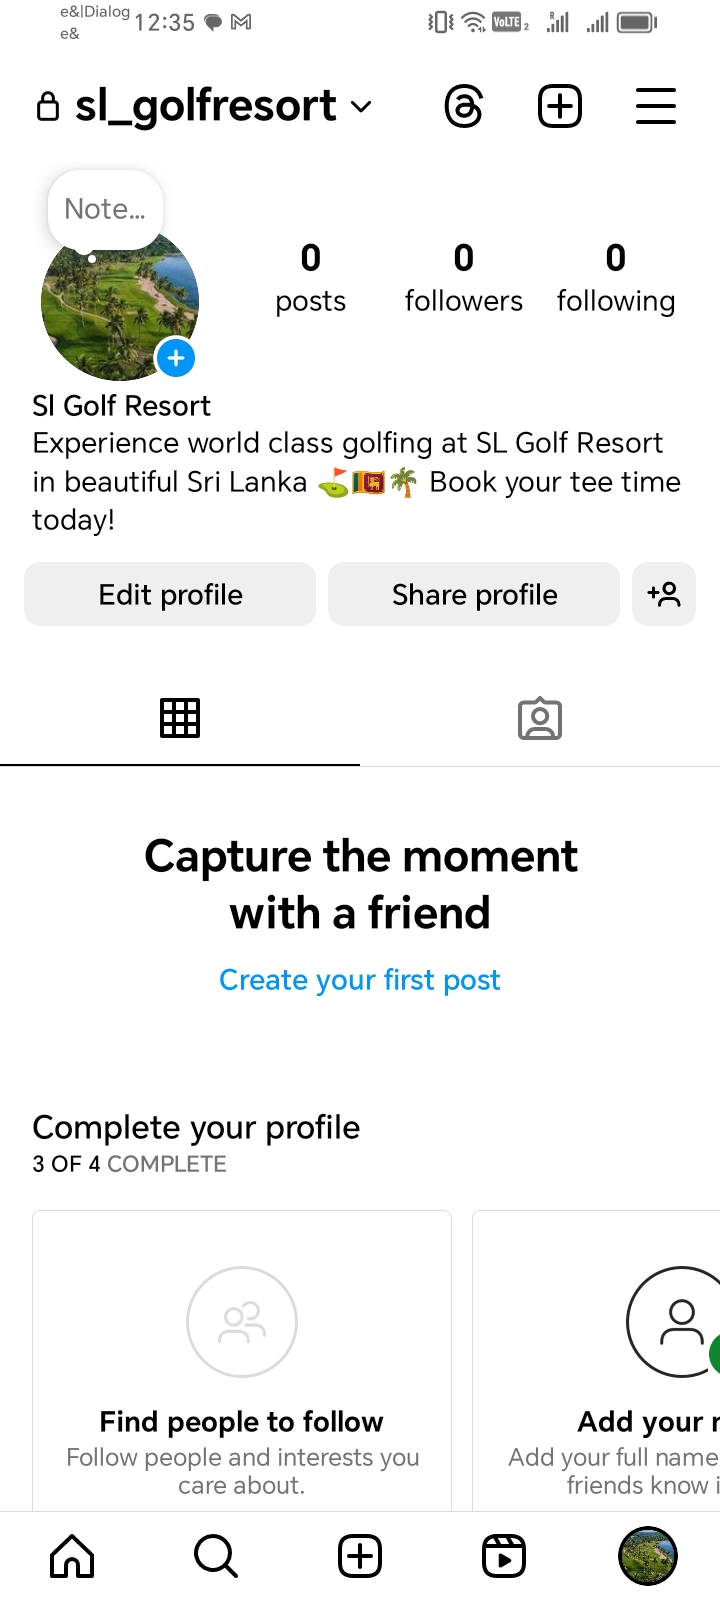 e&|Dialog
e&
12:35
VoLTE 2
R
sl_golfresort
Note...
0 0 0
posts followers following
Sl Golf Resort
Experience world class golfing at SL Golf Resort
in beautiful Sri Lanka ⛳🇱🇰🌴 Book your tee time
today!
Edit profile Share profile
Capture the moment
with a friend
Create your first post
Complete your profile
3 OF 4 COMPLETE
Find people to follow
Follow people and interests you
care about.
Add your
Add your full name
friends know